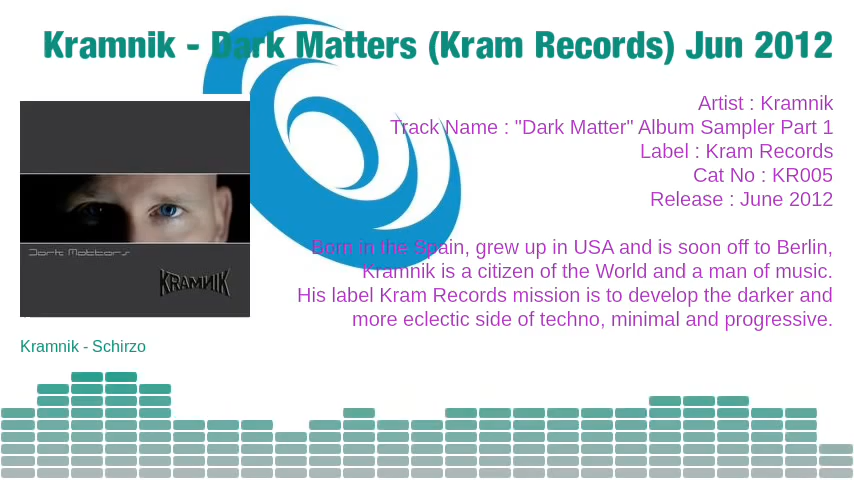 Kramnik - Dark Matters (Kram Records) Jun 2012
Artist : Kramnik
Track Name : "Dark Matter" Album Sampler Part 1
Label : Kram Records
Cat No : KR005
Release : June 2012
Born in the Spain, grew up in USA and is soon off to Berlin,
Kramnik is a citizen of the World and a man of music.
His label Kram Records mission is to develop the darker and
more eclectic side of techno, minimal and progressive.
Dark Matters
KRAMNIK
Kramnik - Schirzo